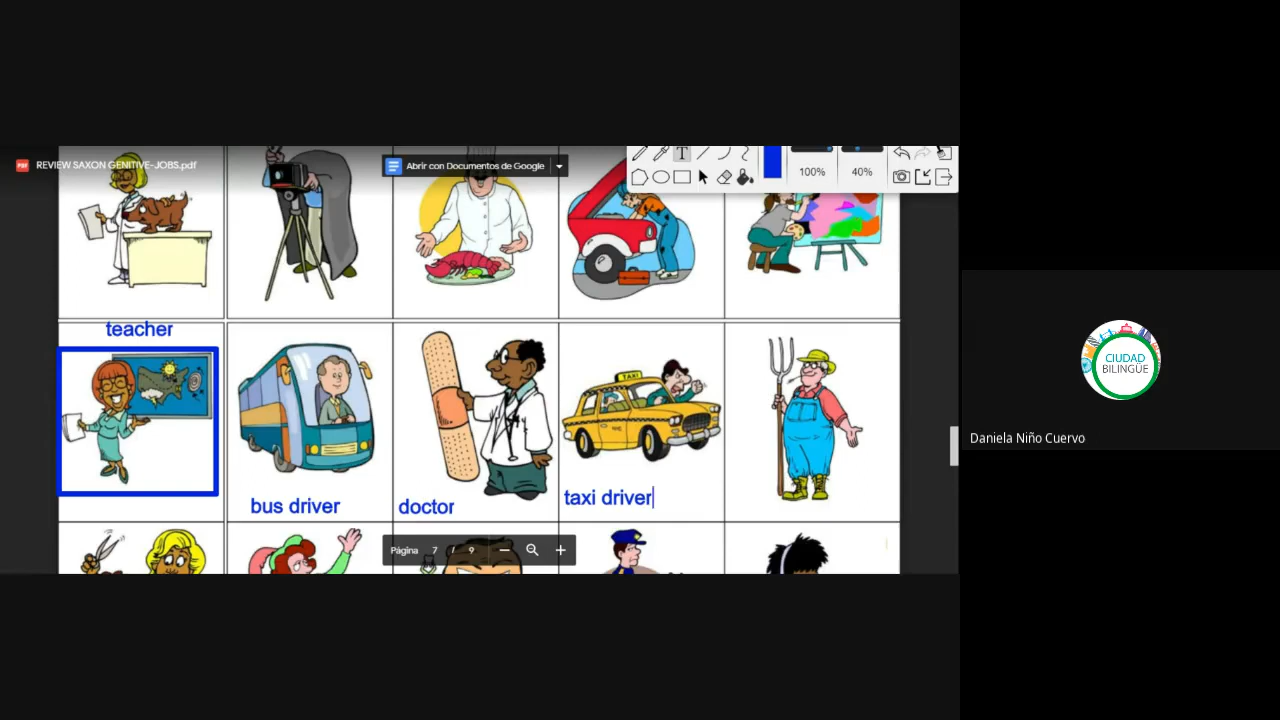 REVIEW SAXON GENITIVE-JOBS.pdf
Abrir con Documentos de Google
T
100%
40%
teacher
TAXI
bus driver
doctor
taxi driver
Página 7 / 9
CIUDAD
BILINGÜE
Daniela Niño Cuervo